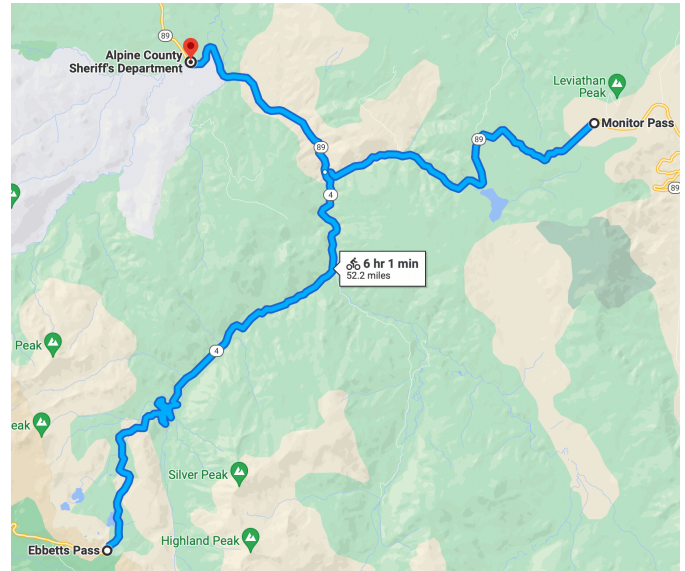 89
Alpine County
Sheriff's Department
Leviathan
Peak
Monitor Pass
89
89
89
4
6 hr 1 min
52.2 miles
Peak
4
eak
Silver Peak
Highland Peak
Ebbetts Pass